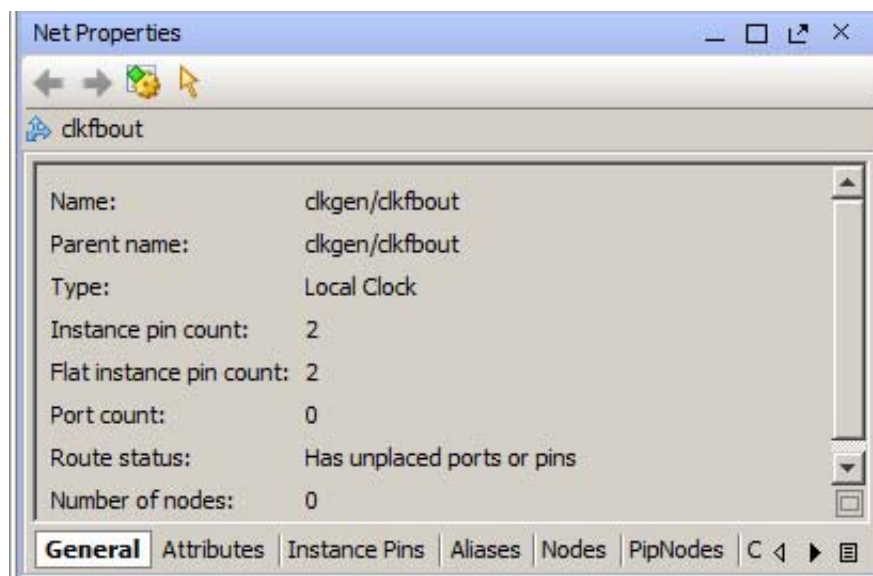 Net Properties
clkfbout
Name: clkgen/clkfbout
Parent name: clkgen/clkfbout
Type: Local Clock
Instance pin count: 2
Flat instance pin count: 2
Port count: 0
Route status: Has unplaced ports or pins
Number of nodes: 0
General Attributes Instance Pins Aliases Nodes PipNodes C